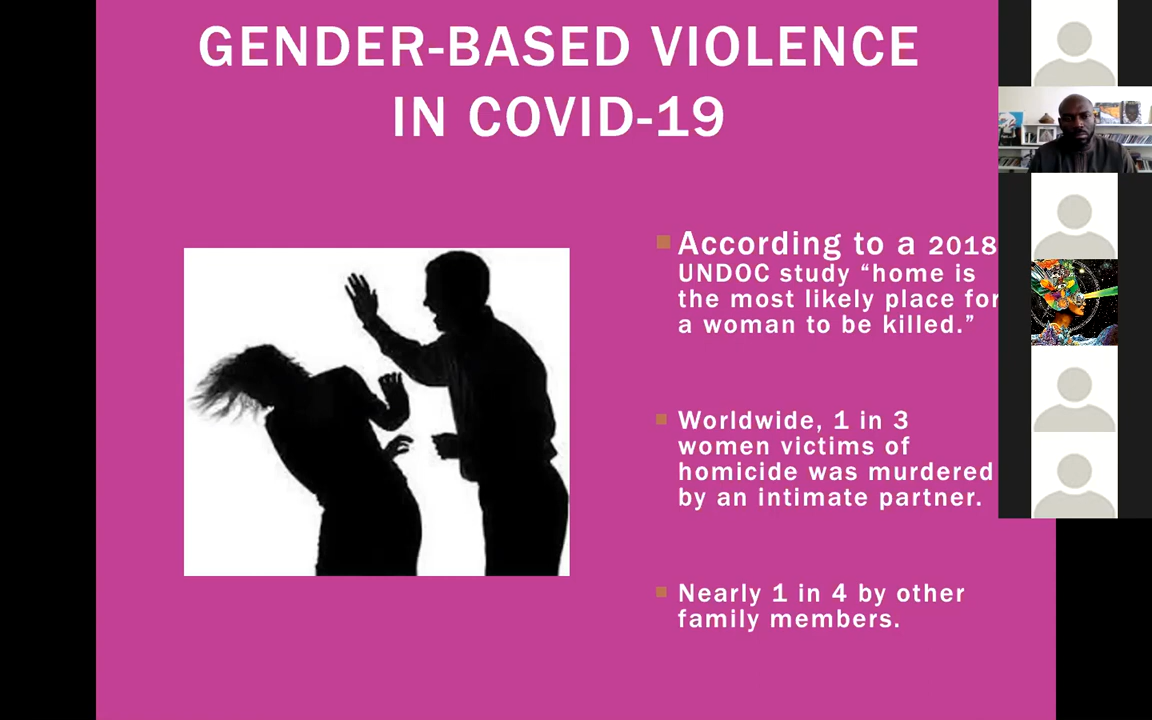 GENDER-BASED VIOLENCE
IN COVID-19
According to a 2018
UNDOC study “home is
the most likely place for
a woman to be killed.”
Worldwide, 1 in 3
women victims of
homicide was murdered
by an intimate partner.
Nearly 1 in 4 by other
family members.